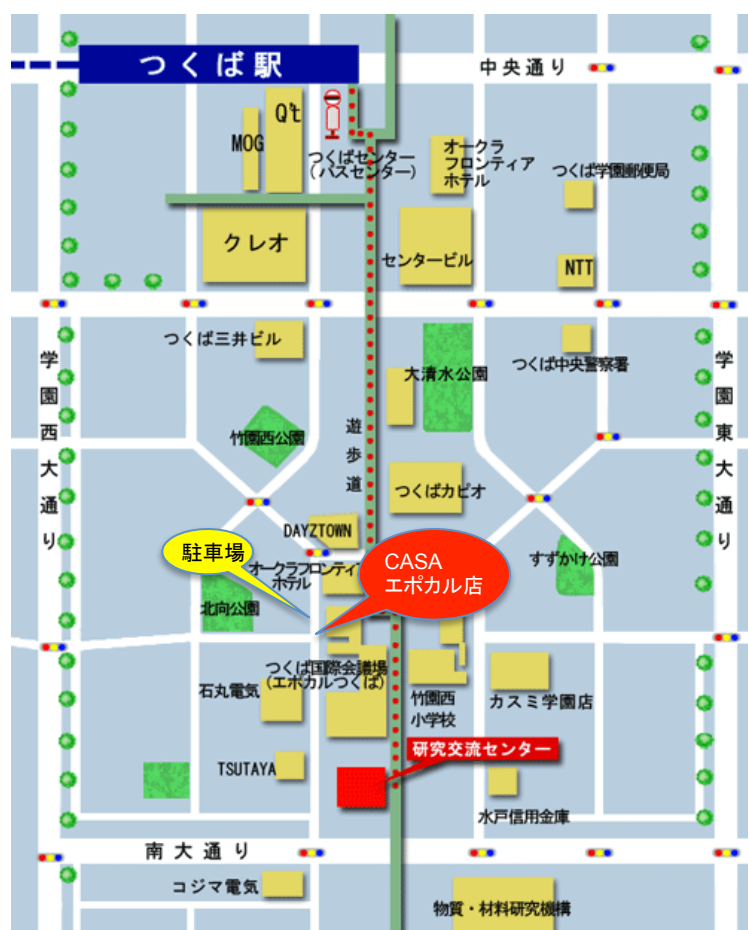 つくば駅
中央通り
Q't
MOG
つくばセンター
(バスセンター)
オークラ
フロンティア
ホテル
つくば学園郵便局
クレオ
センタービル
NTT
つくば三井ビル
大清水公園
つくば中央警察署
学園西大通り
学園東大通り
竹園西公園
遊歩道
つくばカピオ
DAYZTOWN
駐車場
オークラフロンティア
ホテル
CASA
エポカル店
すずかけ公園
北向公園
つくば国際会議場
(エポカルつくば)
石丸電気
竹園西
小学校
カスミ学園店
研究交流センター
TSUTAYA
水戸信用金庫
南大通り
コジマ電気
物質・材料研究機構